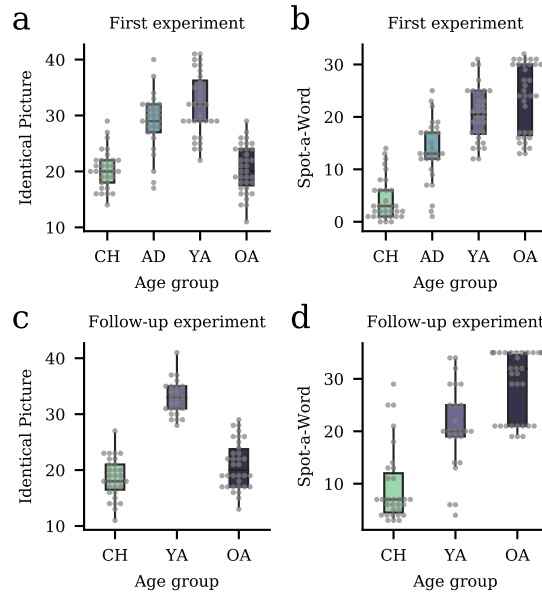 a
First experiment
Identical Picture
40
30
20
10
CH AD YA OA
Age group
b
First experiment
Spot-a-Word
30
20
10
0
CH AD YA OA
Age group
c
Follow-up experiment
Identical Picture
40
30
20
10
CH YA OA
Age group
d
Follow-up experiment
Spot-a-Word
30
20
10
CH YA OA
Age group